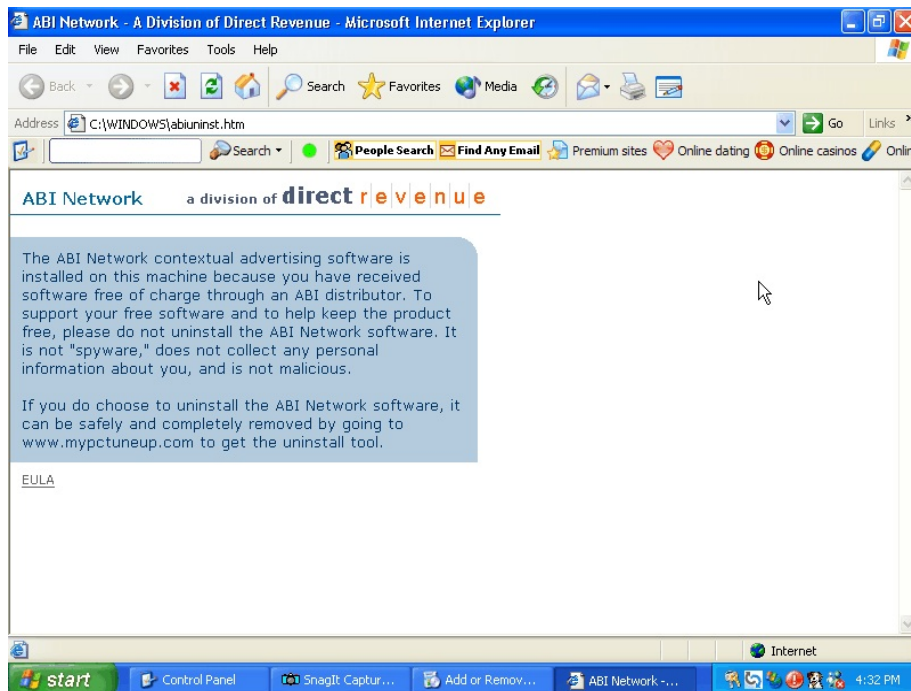 ABI Network - A Division of Direct Revenue - Microsoft Internet Explorer
File Edit View Favorites Tools Help
Back Search Favorites Media
Address C:\WINDOWS\abiuninst.htm Go Links
Search People Search Find Any Email Premium sites Online dating Online casinos Onlin
ABI Network a division of direct revenue
The ABI Network contextual advertising software is
installed on this machine because you have received
software free of charge through an ABI distributor. To
support your free software and to help keep the product
free, please do not uninstall the ABI Network software. It
is not "spyware," does not collect any personal
information about you, and is not malicious.
If you do choose to uninstall the ABI Network software, it
can be safely and completely removed by going to
www.mypctuneup.com to get the uninstall tool.
EULA
Internet
start Control Panel SnagIt Captur... Add or Remov... ABI Network -... 4:32 PM